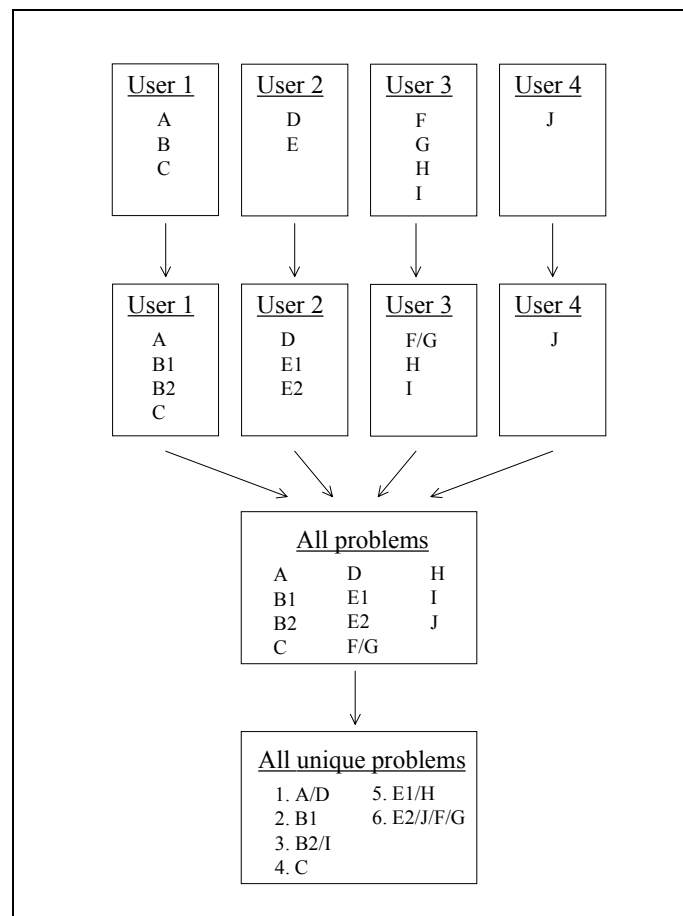 User 1
A
B
C
User 2
D
E
User 3
F
G
H
I
User 4
J
User 1
A
B1
B2
C
User 2
D
E1
E2
User 3
F/G
H
I
User 4
J
All problems
A
B1
B2
C
D
E1
E2
F/G
H
I
J
All unique problems
1. A/D
2. B1
3. B2/I
4. C
5. E1/H
6. E2/J/F/G